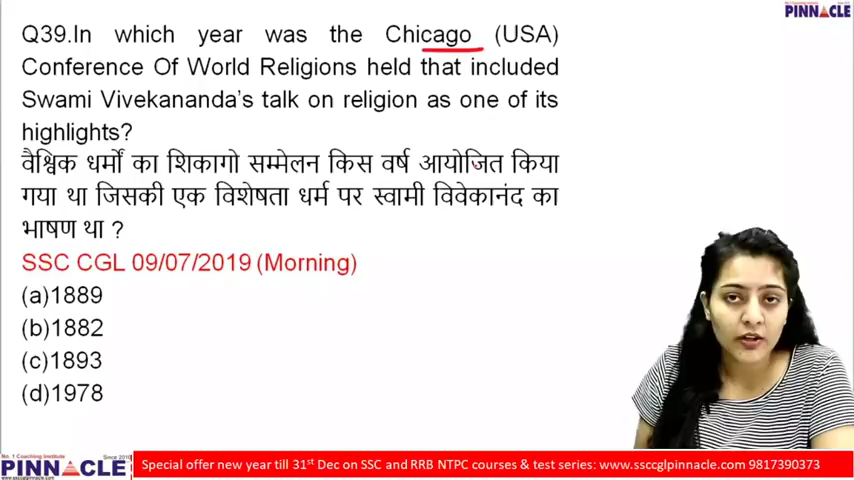 PINNACLE
Q39.In which year was the Chicago (USA)
Conference Of World Religions held that included
Swami Vivekananda's talk on religion as one of its
highlights?
वैश्विक धर्मों का शिकागो सम्मेलन किस वर्ष आयोजित किया
गया था जिसकी एक विशेषता धर्म पर स्वामी विवेकानंद का
भाषण था ?
SSC CGL 09/07/2019 (Morning)
(a)1889
(b)1882
(c)1893
(d)1978
No. 1 Coaching Institute Since 2010
PINNACLE
Special offer new year till 31st Dec on SSC and RRB NTPC courses & test series: www.ssccglpinnacle.com 9817390373